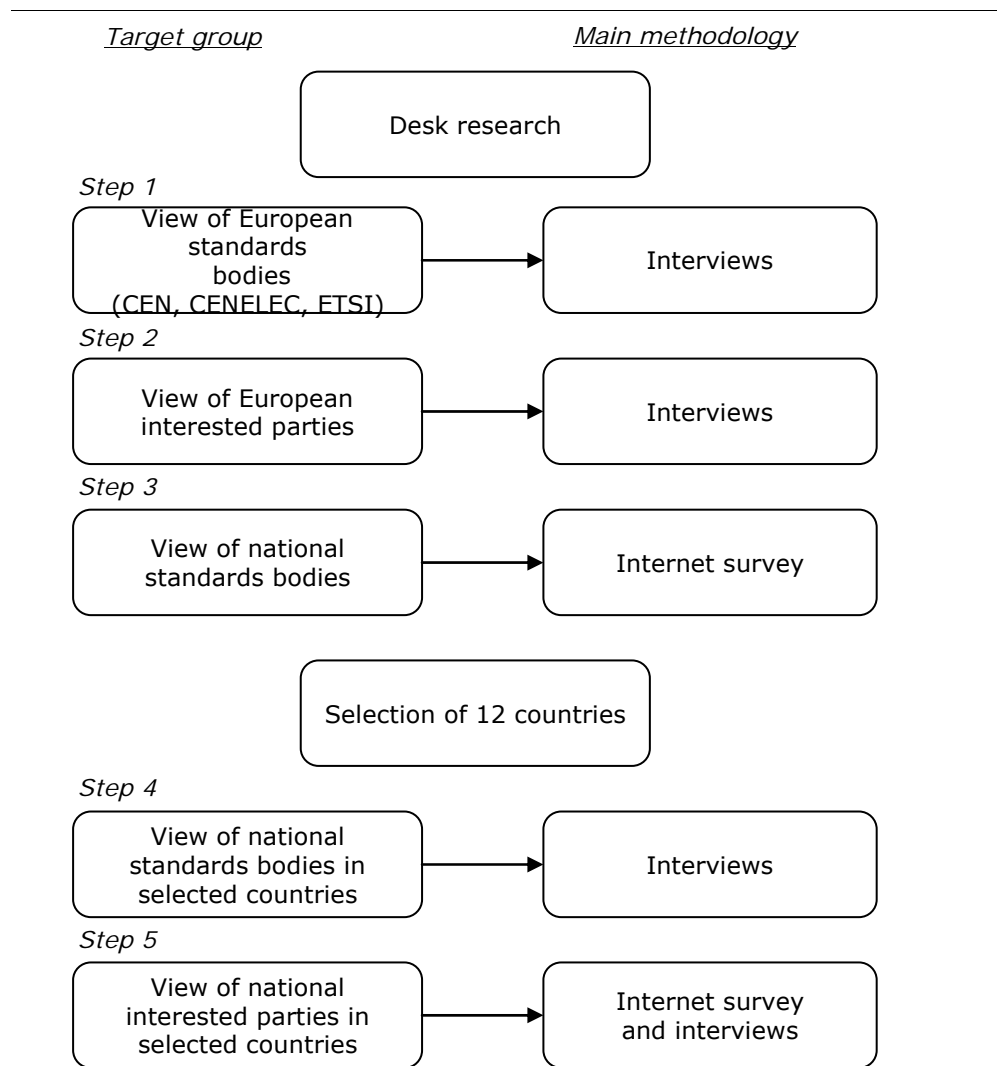 Target group
Main methodology
Desk research
Step 1
View of European
standards
bodies
(CEN, CENELEC, ETSI)
Interviews
Step 2
View of European
interested parties
Interviews
Step 3
View of national
standards bodies
Internet survey
Selection of 12 countries
Step 4
View of national
standards bodies in
selected countries
Interviews
Step 5
View of national
interested parties in
selected countries
Internet survey
and interviews